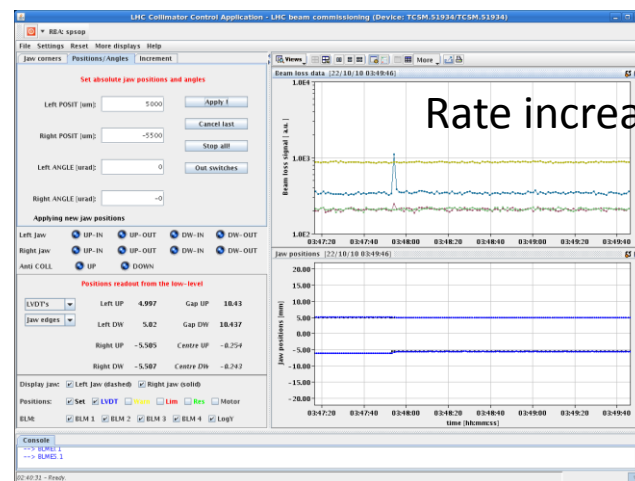 LHC Collimator Control Application - LHC beam commissioning (Device: TCSM.51934/TCSM.51934)
RBA: spsop
File Settings Reset More displays Help
Jaw corners Positions/Angles Increment
Set absolute jaw positions and angles
Left POSIT [um]: 5000 Apply !
Cancel last
Right POSIT [um]: -5500 Stop all!
Left ANGLE [urad]: 0 Out switches
Right ANGLE [urad]: -0
Applying new jaw positions
Left Jaw UP-IN UP-OUT DW-IN DW-OUT
Right jaw UP-IN UP-OUT DW-IN DW-OUT
Anti COLL UP DOWN
Positions readout from the low-level
LVDT's Left UP 4.997 Gap UP 10.43
Jaw edges Left DW 5.02 Gap DW 10.437
Right UP -5.505 Centre UP -0.254
Right DW -5.507 Centre DW -0.243
Display jaw: Left Jaw (dashed) Right jaw (solid)
Positions: Set LVDT Lim Res Motor
BLM: BLM 1 BLM 2 BLM 3 BLM 4 LogY
Views More
Beam loss data [22/10/10 03:49:46]
Rate increa
1.0E4
1.0E3
1.0E2
Beam loss signal [a.u.]
03:47:20 03:47:40 03:48:00 03:48:20 03:48:40 03:49:00 03:49:20 03:49:40
Jaw positions [22/10/10 03:49:46]
20.00
15.00
10.00
5.00
0.00
-5.00
-10.00
-15.00
-20.00
Jaw positions [mm]
03:47:20 03:47:40 03:48:00 03:48:20 03:48:40 03:49:00 03:49:20 03:49:40
time [hh:mm:ss]
Console
--> BLMES.1
02:40:31 - Ready